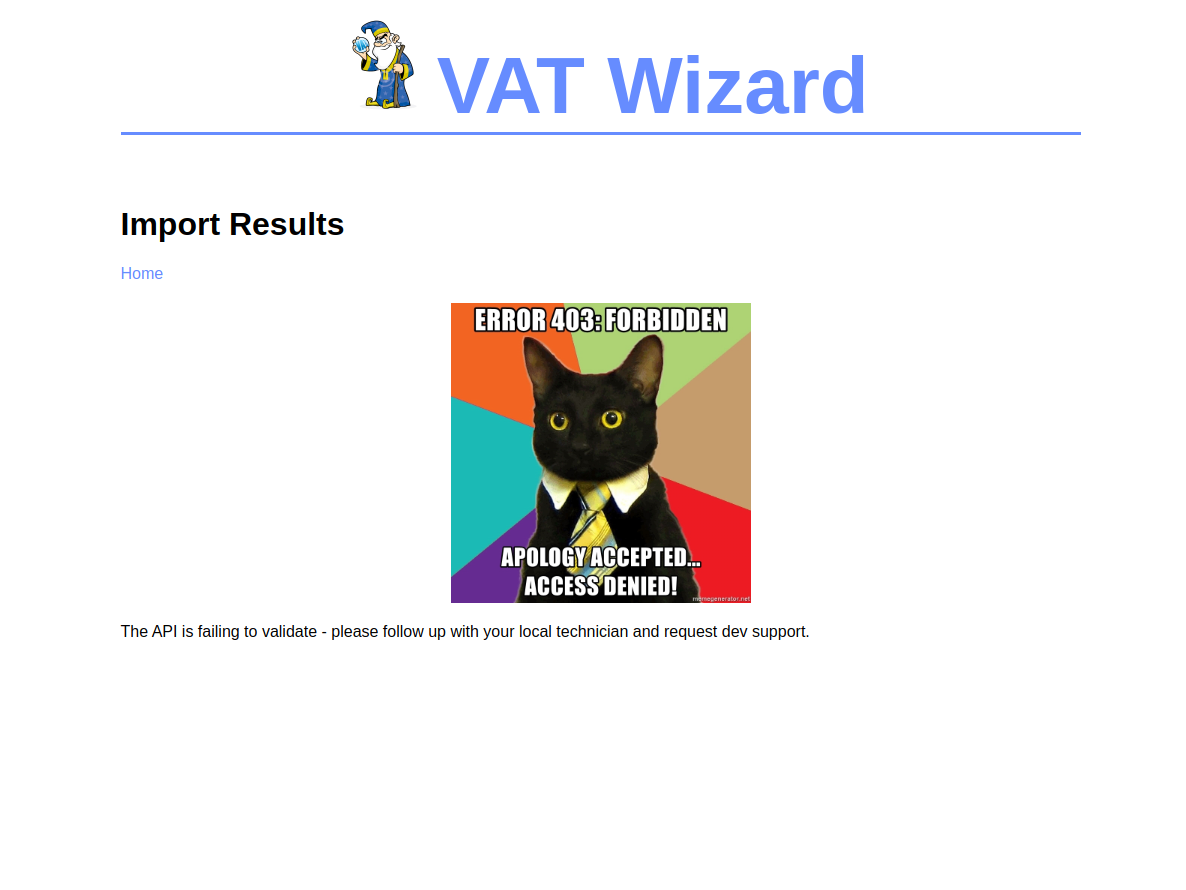 VAT Wizard
Import Results
Home
ERROR 403: FORBIDDEN
APOLOGY ACCEPTED...
ACCESS DENIED!
memegenerator.net
The API is failing to validate - please follow up with your local technician and request dev support.